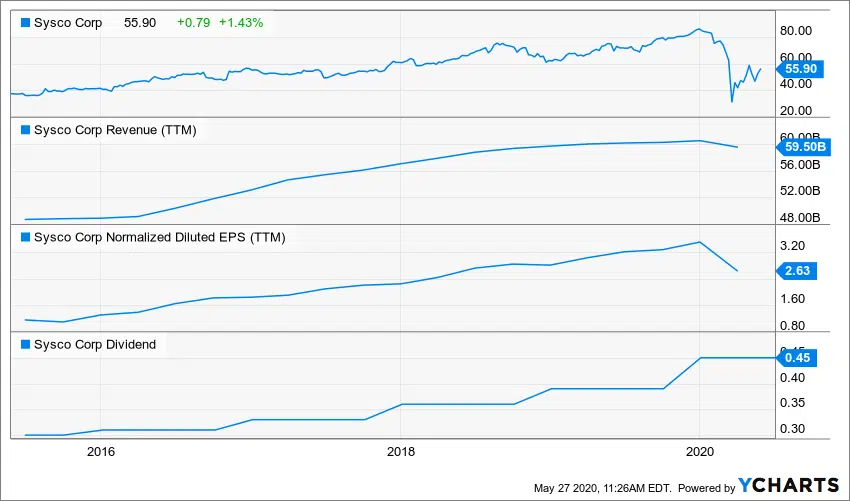 Sysco Corp 55.90 +0.79 +1.43%
80.00
60.00
55.90
40.00
20.00
Sysco Corp Revenue (TTM)
60.00B
59.50B
56.00B
52.00B
48.00B
Sysco Corp Normalized Diluted EPS (TTM)
3.20
2.63
1.60
0.80
Sysco Corp Dividend
0.45
0.45
0.40
0.35
0.30
2016 2018 2020
May 27 2020, 11:26AM EDT. Powered by YCHARTS